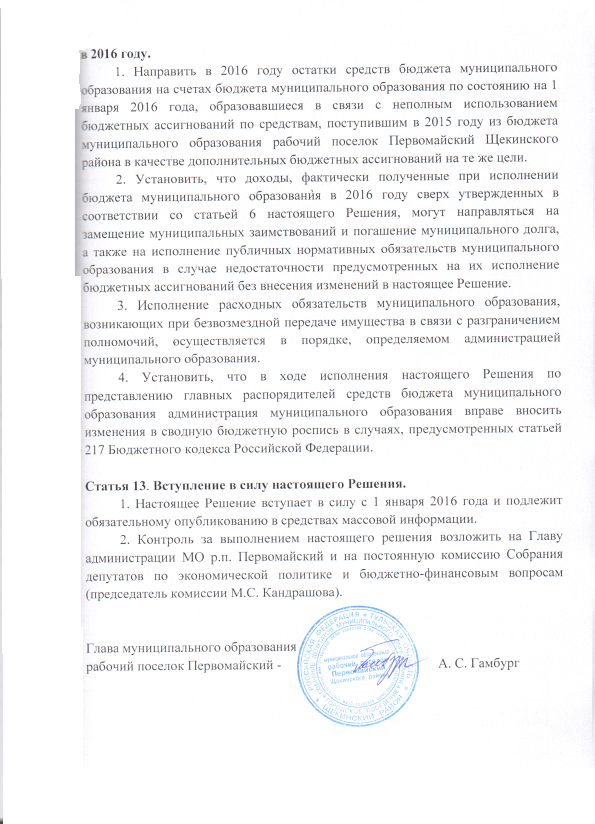 в 2016 году.
1. Направить в 2016 году остатки средств бюджета муниципального
образования на счетах бюджета муниципального образования по состоянию на 1
января 2016 года, образовавшиеся в связи с неполным использованием
бюджетных ассигнований по средствам, поступившим в 2015 году из бюджета
муниципального образования рабочий поселок Первомайский Щекинского
района в качестве дополнительных бюджетных ассигнований на те же цели.
2. Установить, что доходы, фактически полученные при исполнении
бюджета муниципального образования в 2016 году сверх утвержденных в
соответствии со статьей 6 настоящего Решения, могут направляться на
замещение муниципальных заимствований и погашение муниципального долга,
а также на исполнение публичных нормативных обязательств муниципального
образования в случае недостаточности предусмотренных на их исполнение
бюджетных ассигнований без внесения изменений в настоящее Решение.
3. Исполнение расходных обязательств муниципального образования,
возникающих при безвозмездной передаче имущества в связи с разграничением
полномочий, осуществляется в порядке, определяемом администрацией
муниципального образования.
4. Установить, что в ходе исполнения настоящего Решения по
представлению главных распорядителей средств бюджета муниципального
образования администрация муниципального образования вправе вносить
изменения в сводную бюджетную роспись в случаях, предусмотренных статьей
217 Бюджетного кодекса Российской Федерации.
Статья 13. Вступление в силу настоящего Решения.
1. Настоящее Решение вступает в силу с 1 января 2016 года и подлежит
обязательному опубликованию в средствах массовой информации.
2. Контроль за выполнением настоящего решения возложить на Главу
администрации МО р.п. Первомайский и на постоянную комиссию Собрания
депутатов по экономической политике и бюджетно-финансовым вопросам
(председатель комиссии М.С. Кандрашова).
Глава муниципального образования
рабочий поселок Первомайский -
А. С. Гамбург
РОССИЙСКАЯ ФЕДЕРАЦИЯ
ТУЛЬСКАЯ
ЩЕКИНСКИЙ РАЙОН
рабочий
Первомайский
Щекинского района